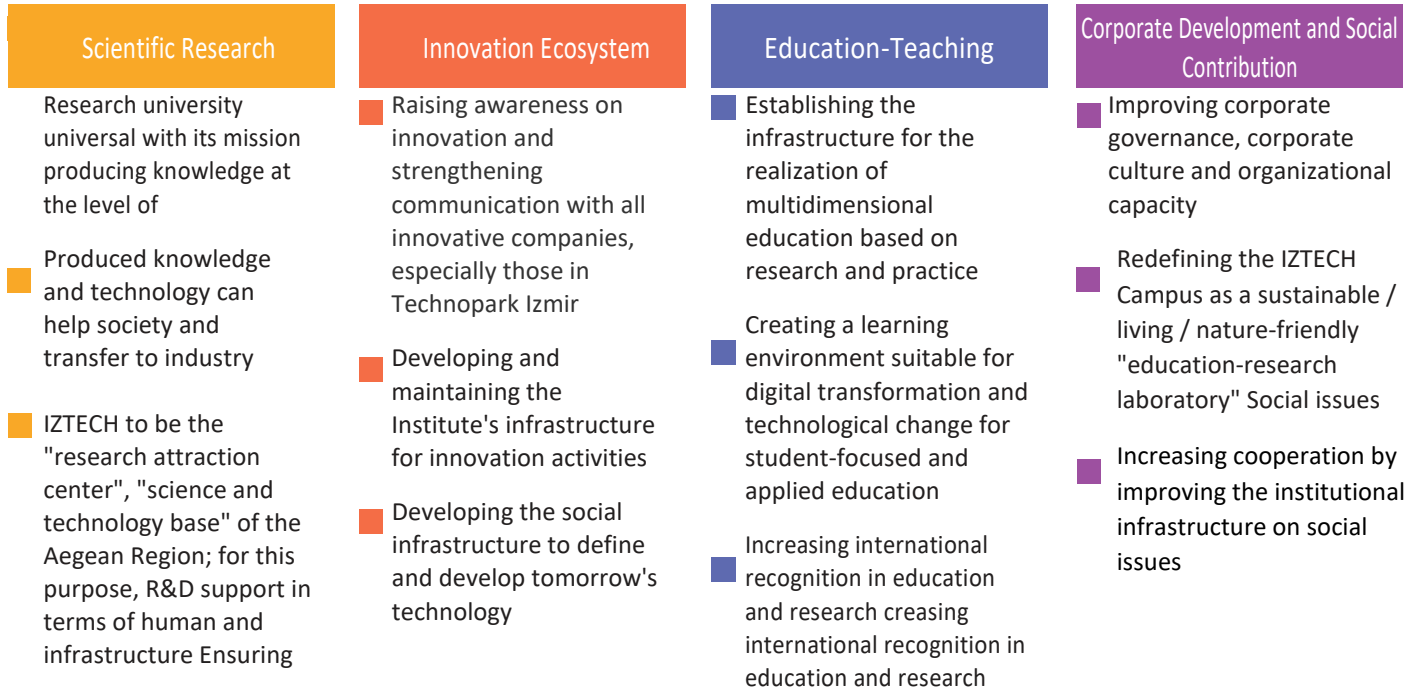 Scientific Research
Research university
universal with its mission
producing knowledge at
the level of
Produced knowledge
and technology can
help society and
transfer to industry
IZTECH to be the
"research attraction
center", "science and
technology base" of the
Aegean Region; for this
purpose, R&D support in
terms of human and
infrastructure Ensuring
Innovation Ecosystem
Raising awareness on
innovation and
strengthening
communication with all
innovative companies,
especially those in
Technopark Izmir
Developing and
maintaining the
Institute's infrastructure
for innovation activities
Developing the social
infrastructure to define
and develop tomorrow's
technology
Education-Teaching
Establishing the
infrastructure for the
realization of
multidimensional
education based on
research and practice
Creating a learning
environment suitable for
digital transformation and
technological change for
student-focused and
applied education
Increasing international
recognition in education
and research creasing
international recognition in
education and research
Corporate Development and Social
Contribution
Improving corporate
governance, corporate
culture and organizational
capacity
Redefining the IZTECH
Campus as a sustainable /
living / nature-friendly
"education-research
laboratory" Social issues
Increasing cooperation by
improving the institutional
infrastructure on social
issues